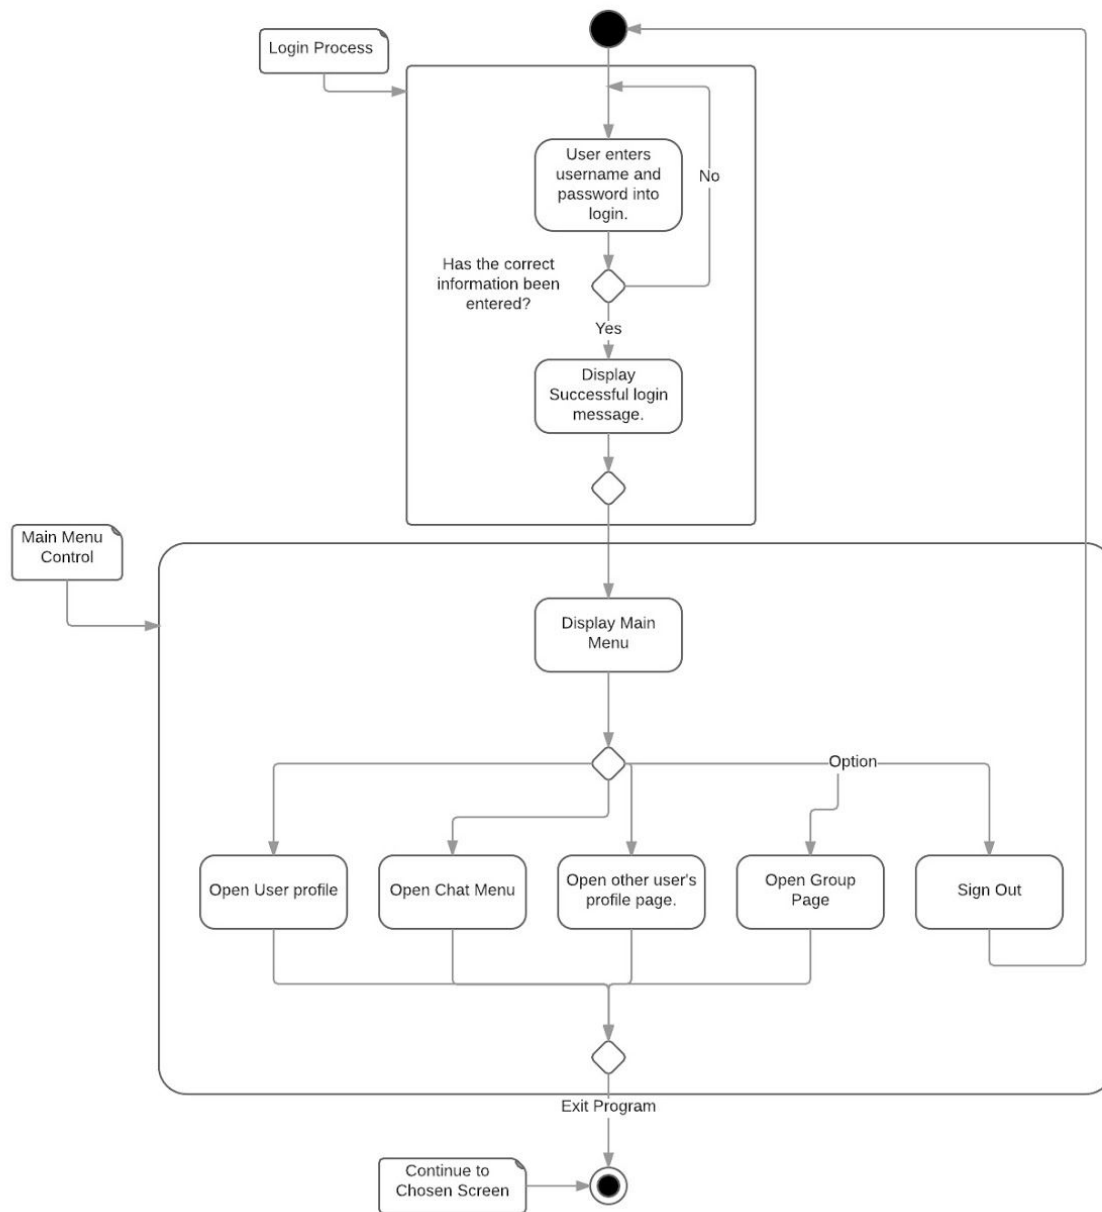 Login Process
User enters
username and
password into
login.
No
Has the correct
information been
entered?
Yes
Display
Successful login
message.
Main Menu
Control
Display Main
Menu
Option
Open User profile
Open Chat Menu
Open other user's
profile page.
Open Group
Page
Sign Out
Exit Program
Continue to
Chosen Screen